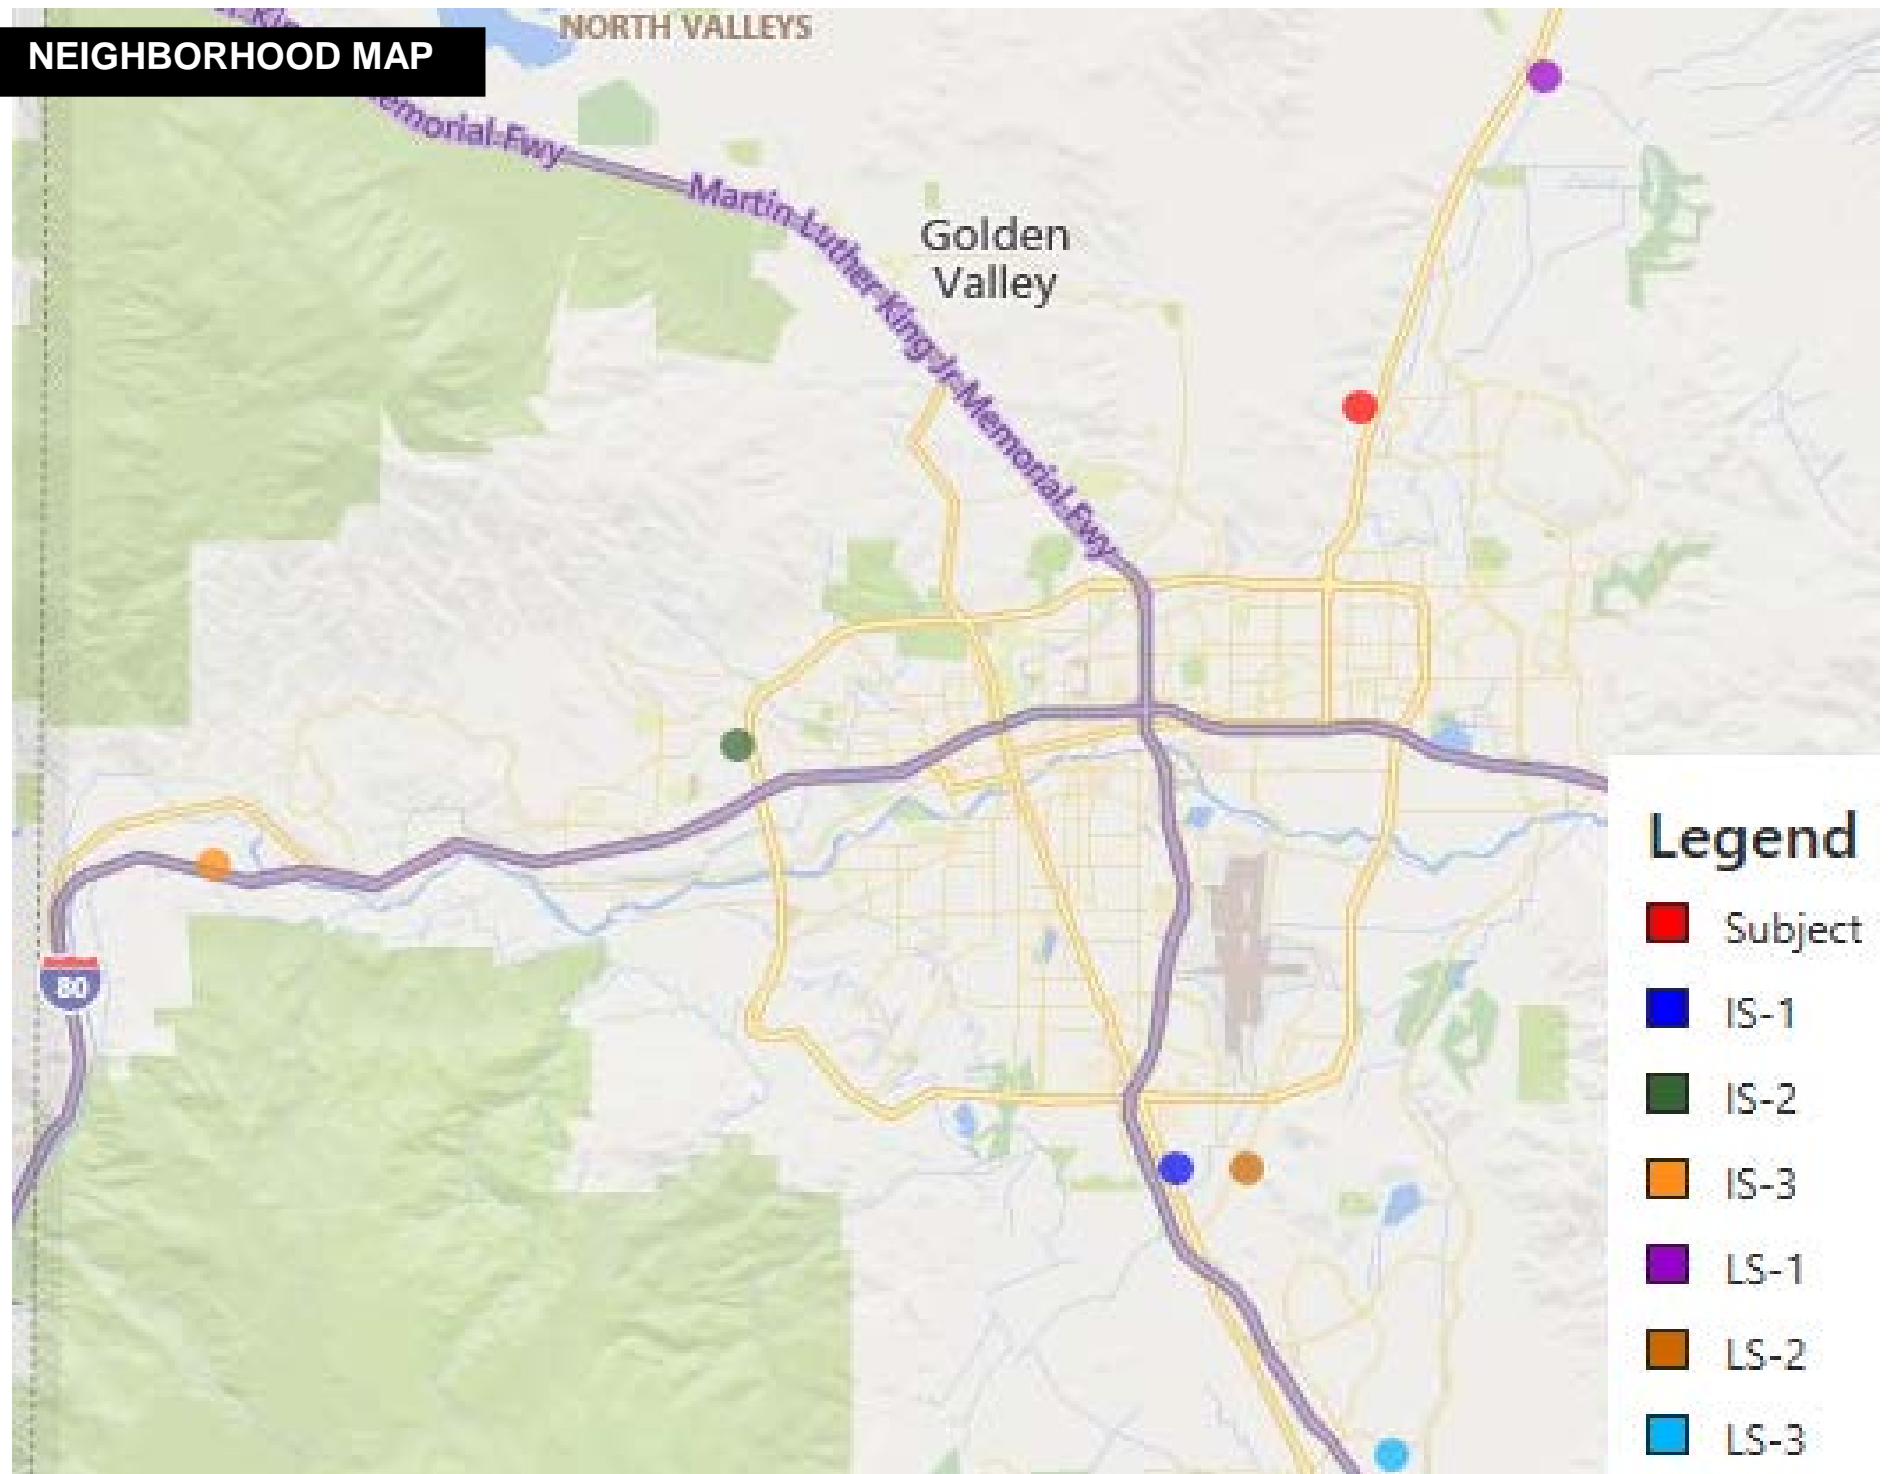 NORTH VALLEYS
NEIGHBORHOOD MAP
emorial Fwy
Martin Luther King Jr Memorial Fwy
Golden
Valley
80
Legend
Subject
IS-1
IS-2
IS-3
LS-1
LS-2
LS-3